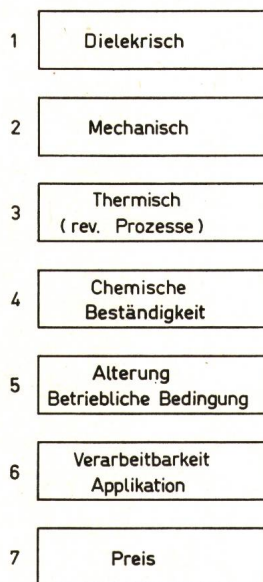 1 Dielekrisch
2 Mechanisch
3 Thermisch
( rev. Prozesse )
4 Chemische
Beständigkeit
5 Alterung
Betriebliche Bedingung
6 Verarbeitbarkeit
Applikation
7 Preis